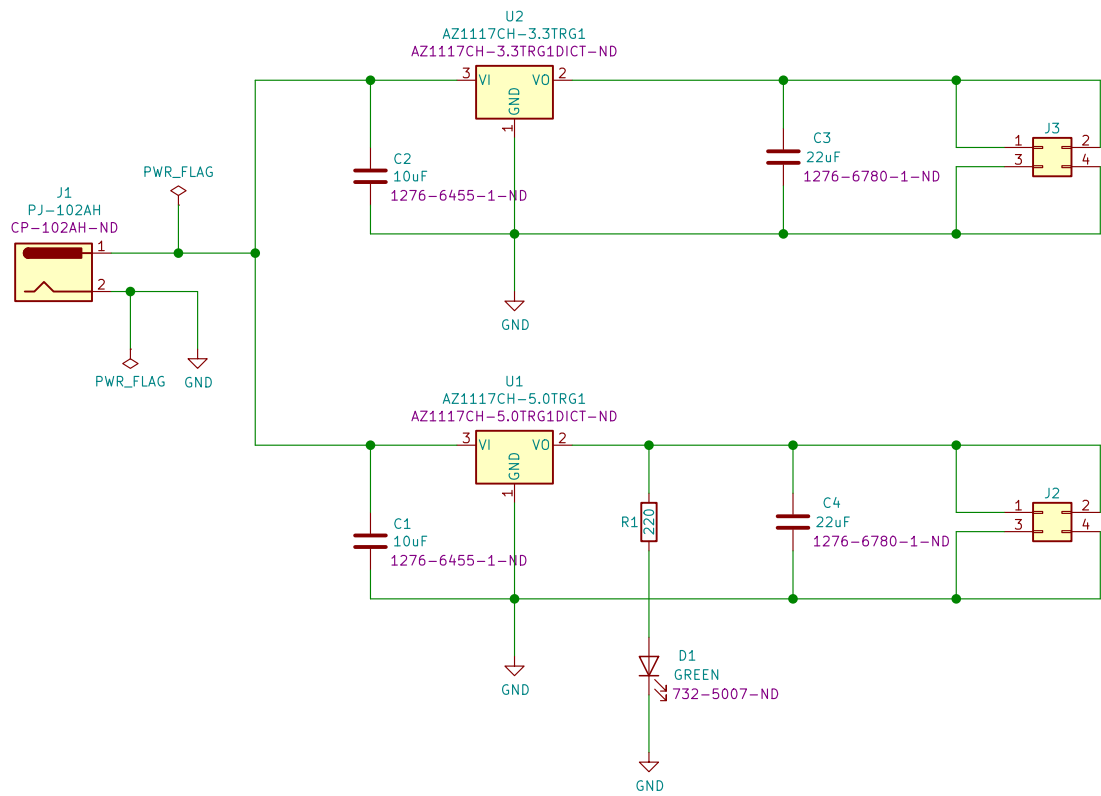 U2
AZ1117CH-3.3TRG1
AZ1117CH-3.3TRG1DICT-ND
3 VI VO 2
GND
1
C2
10uF
1276-6455-1-ND
C3
22uF
1276-6780-1-ND
J3
1 2
3 4
GND
PWR_FLAG
J1
PJ-102AH
CP-102AH-ND
1
2
PWR_FLAG
GND
U1
AZ1117CH-5.0TRG1
AZ1117CH-5.0TRG1DICT-ND
3 VI VO 2
GND
1
C1
10uF
1276-6455-1-ND
R1 220
C4
22uF
1276-6780-1-ND
J2
1 2
3 4
GND
D1
GREEN
732-5007-ND
GND